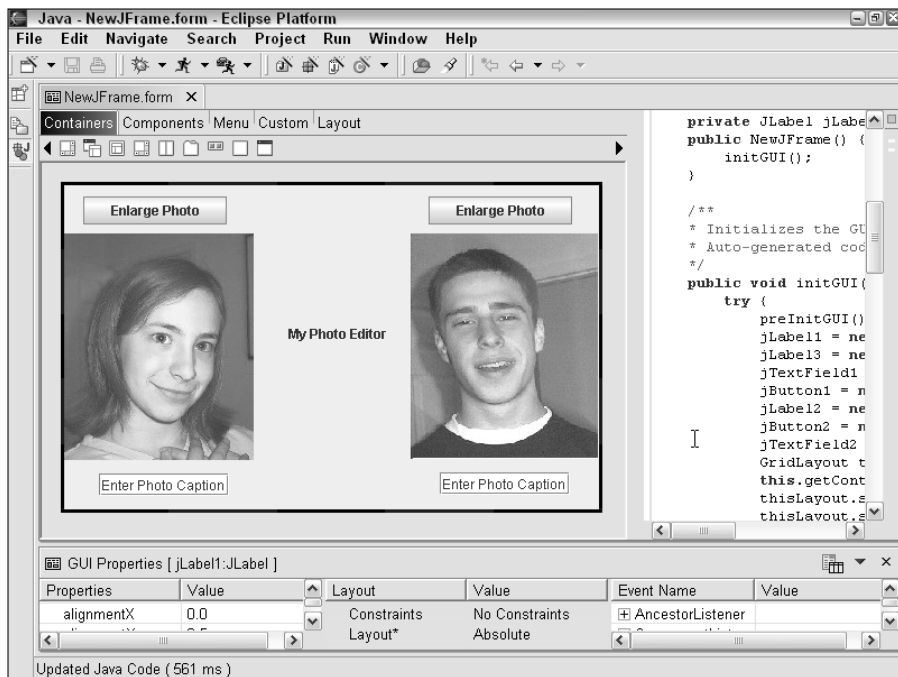 Java - NewJFrame.form - Eclipse Platform
File Edit Navigate Search Project Run Window Help
NewJFrame.form
Containers Components Menu Custom Layout
Enlarge Photo
Enlarge Photo
My Photo Editor
Enter Photo Caption
Enter Photo Caption
private JLabel jLabe
public NewJFrame() {
initGUI();
}
/**
* Initializes the GU
* Auto-generated cod
*/
public void initGUI(
try {
preInitGUI()
jLabel1 = ne
jLabel3 = ne
jTextField1
jButton1 = n
jLabel2 = ne
jButton2 = n
jTextField2
GridLayout t
this.getCont
thisLayout.s
thisLayout.s
GUI Properties [ jLabel1:JLabel ]
Properties Value Layout Value Event Name Value
alignmentX 0.0 Constraints No Constraints AncestorListener
Layout* Absolute
Updated Java Code ( 561 ms )